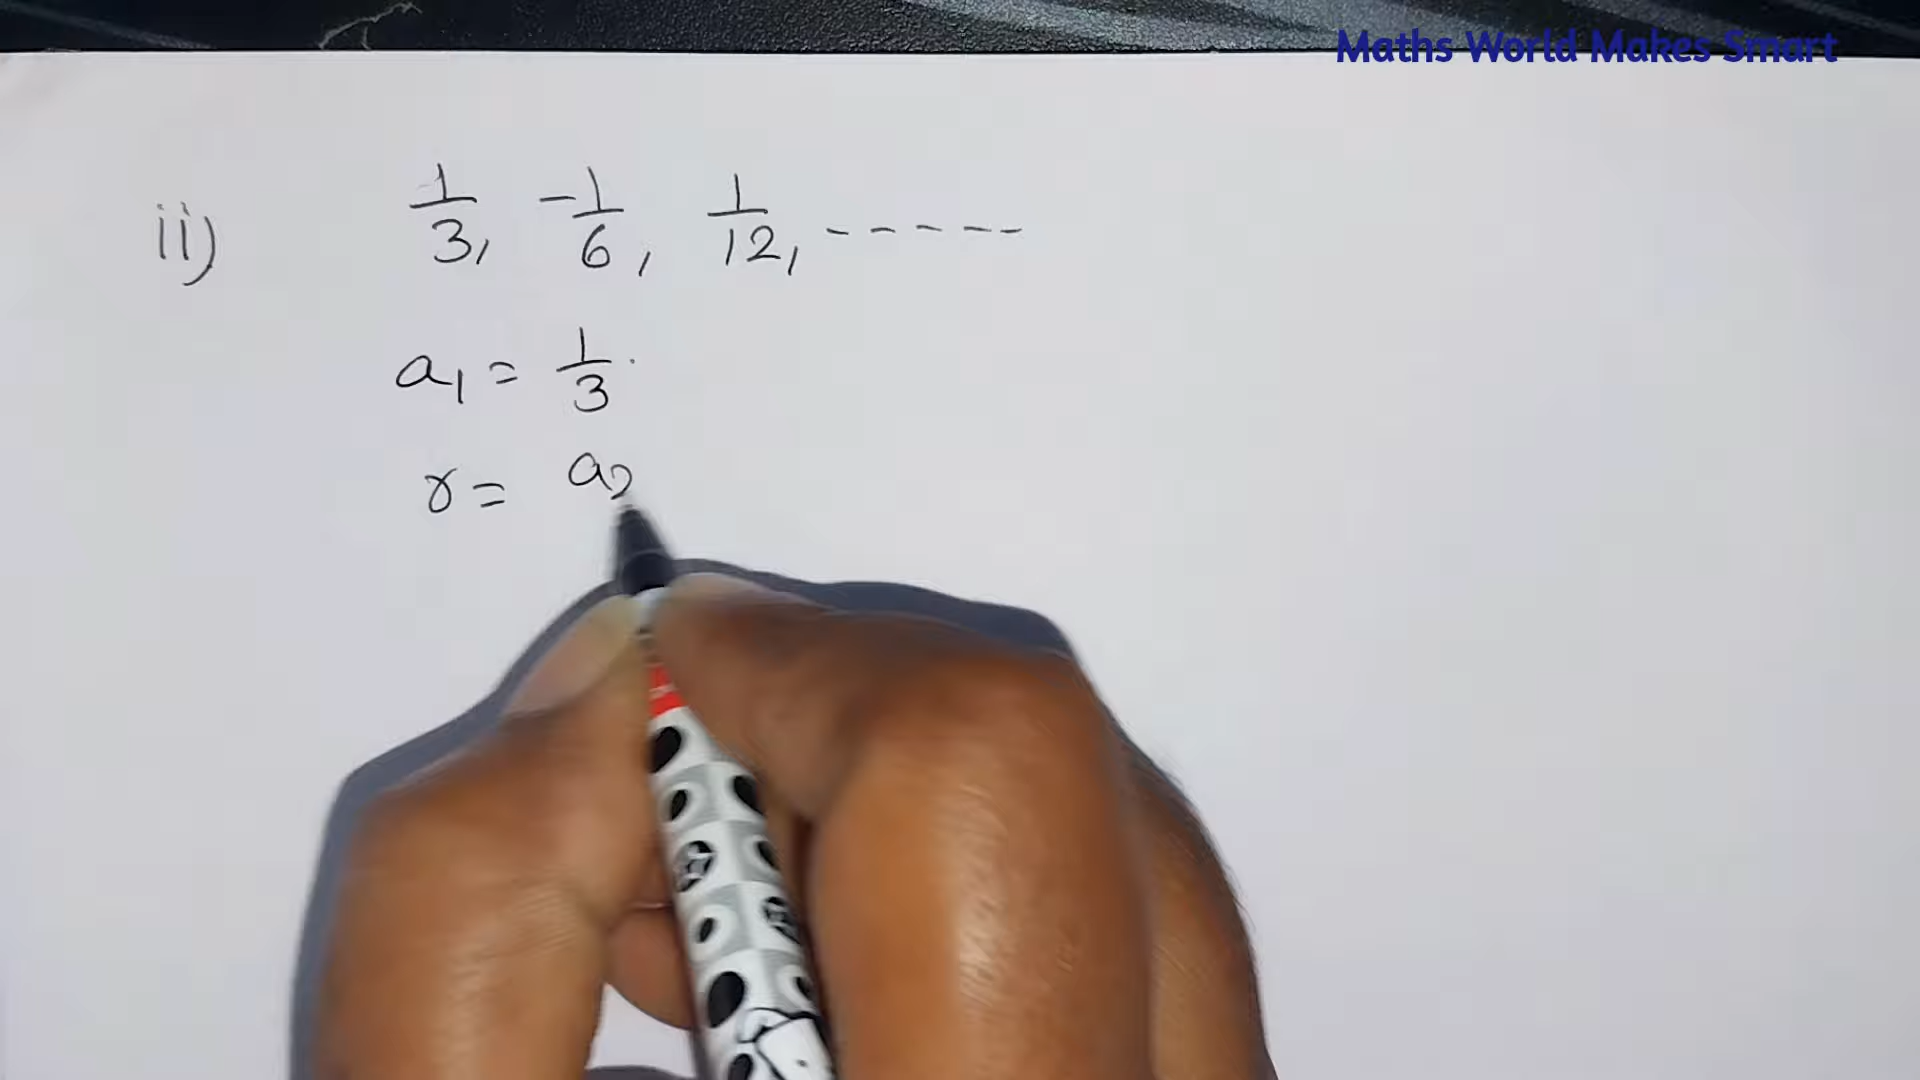 Maths World Makes Smart
ii) 1/3, -1/6, 1/12, -----
a₁ = 1/3
r = a₂